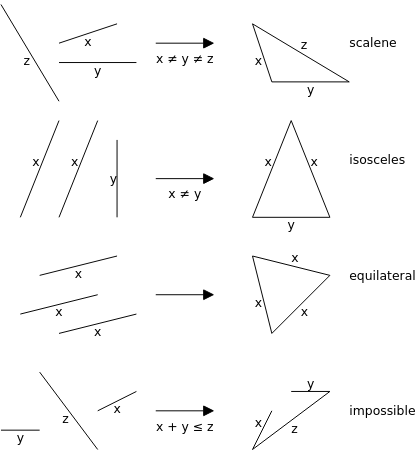 x
z
y
x ≠ y ≠ z
z
x
y
scalene
x
x
y
x ≠ y
x
x
y
isosceles
x
x
x
x
x
x
equilateral
x
z
y
x + y ≤ z
y
x
z
impossible